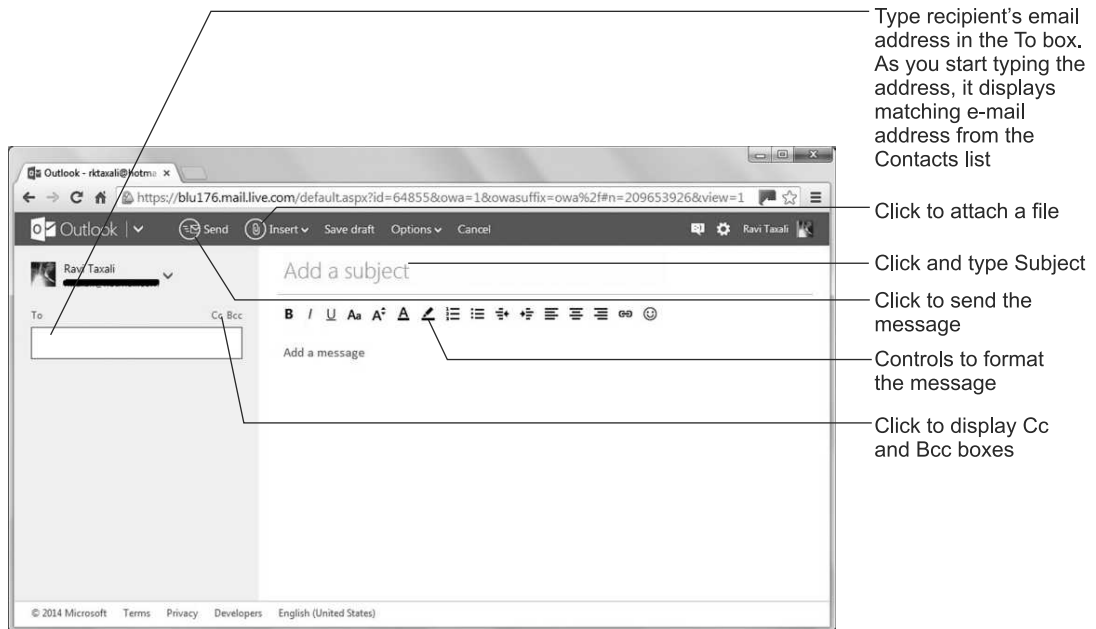 Type recipient's email
address in the To box.
As you start typing the
address, it displays
matching e-mail
address from the
Contacts list
Outlook - rktaxali@hotma ×
https://blu176.mail.live.com/default.aspx?id=64855&owa=1&owasuffix=owa%2f#n=209653926&view=1
Click to attach a file
Outlook Send Insert Save draft Options Cancel Ravi Taxali
Ravi Taxali
Add a subject
Click and type Subject
Click to send the
message
To Cc Bcc
B I U Aa A A
Add a message
Controls to format
the message
Click to display Cc
and Bcc boxes
© 2014 Microsoft Terms Privacy Developers English (United States)